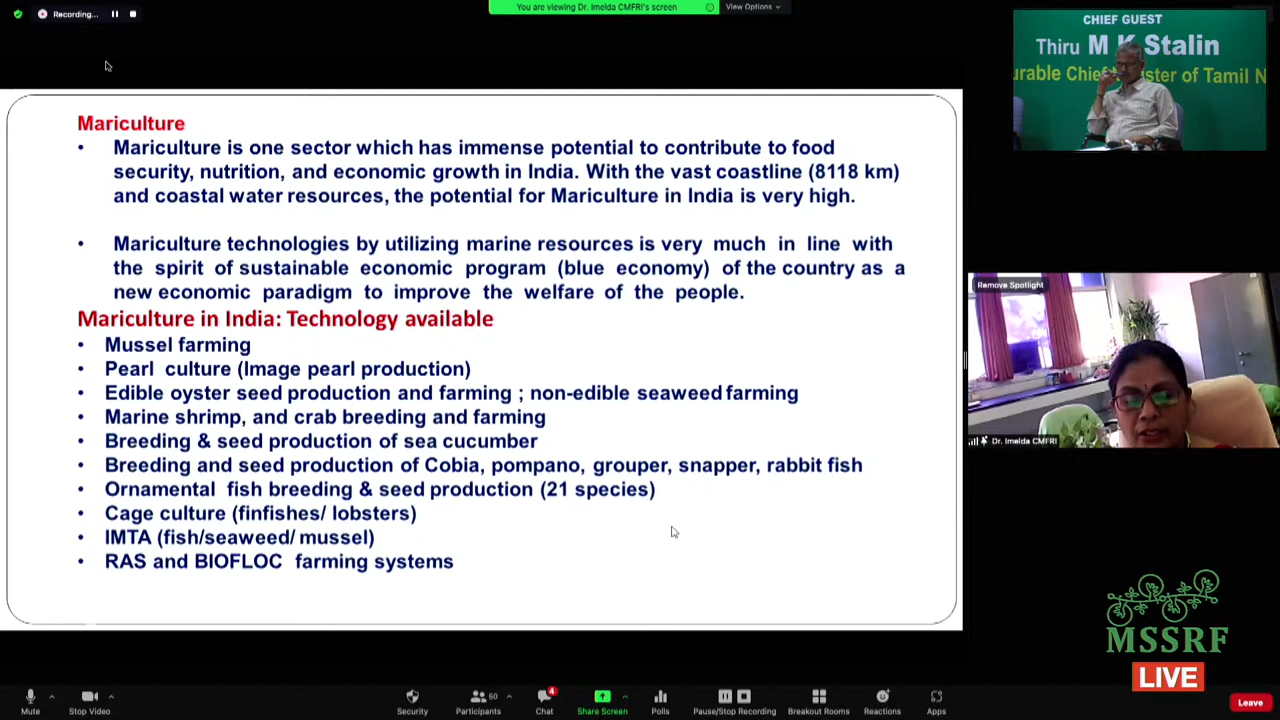 Recording...
You are viewing Dr. Imelda CMFRI's screen
View Options
CHIEF GUEST
Thiru M K Stalin
urable Chief Minister of Tamil N
Mariculture
• Mariculture is one sector which has immense potential to contribute to food
security, nutrition, and economic growth in India. With the vast coastline (8118 km)
and coastal water resources, the potential for Mariculture in India is very high.
• Mariculture technologies by utilizing marine resources is very much in line with
the spirit of sustainable economic program (blue economy) of the country as a
new economic paradigm to improve the welfare of the people.
Mariculture in India: Technology available
• Mussel farming
• Pearl culture (Image pearl production)
• Edible oyster seed production and farming ; non-edible seaweed farming
• Marine shrimp, and crab breeding and farming
• Breeding & seed production of sea cucumber
• Breeding and seed production of Cobia, pompano, grouper, snapper, rabbit fish
• Ornamental fish breeding & seed production (21 species)
• Cage culture (finfishes/ lobsters)
• IMTA (fish/seaweed/ mussel)
• RAS and BIOFLOC farming systems
Remove Spotlight
Dr. Imelda CMFRI
MSSRF
LIVE
Mute
Stop Video
Security
Participants 50
Chat 4
Share Screen
Polls
Pause/Stop Recording
Breakout Rooms
Reactions
Apps
Leave